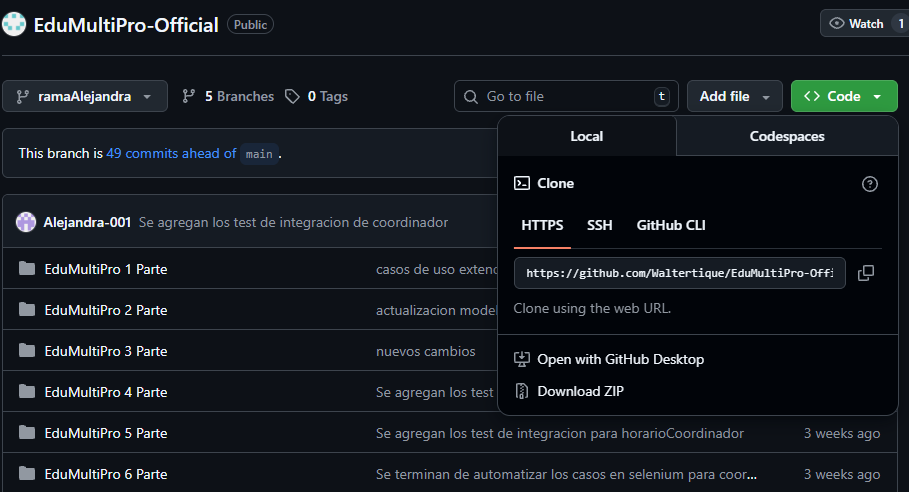 EduMultiPro-Official Public Watch 1
ramaAlejandra 5 Branches 0 Tags Go to file t Add file Code
Local Codespaces
This branch is 49 commits ahead of main .
Clone
HTTPS SSH GitHub CLI
https://github.com/Waltertique/EduMultiPro-Offi
Clone using the web URL.
Open with GitHub Desktop
Download ZIP
Alejandra-001 Se agregan los test de integracion de coordinador
EduMultiPro 1 Parte casos de uso exten
EduMultiPro 2 Parte actualizacion mode
EduMultiPro 3 Parte nuevos cambios
EduMultiPro 4 Parte Se agregan los test
EduMultiPro 5 Parte Se agregan los test de integracion para horarioCoordinador 3 weeks ago
EduMultiPro 6 Parte Se terminan de automatizar los casos en selenium para coor... 3 weeks ago